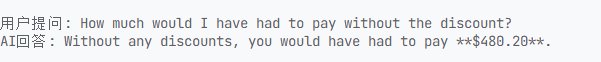 用户提问: How much would I have had to pay without the discount?
AI回答: Without any discounts, you would have had to pay **$480.20**.